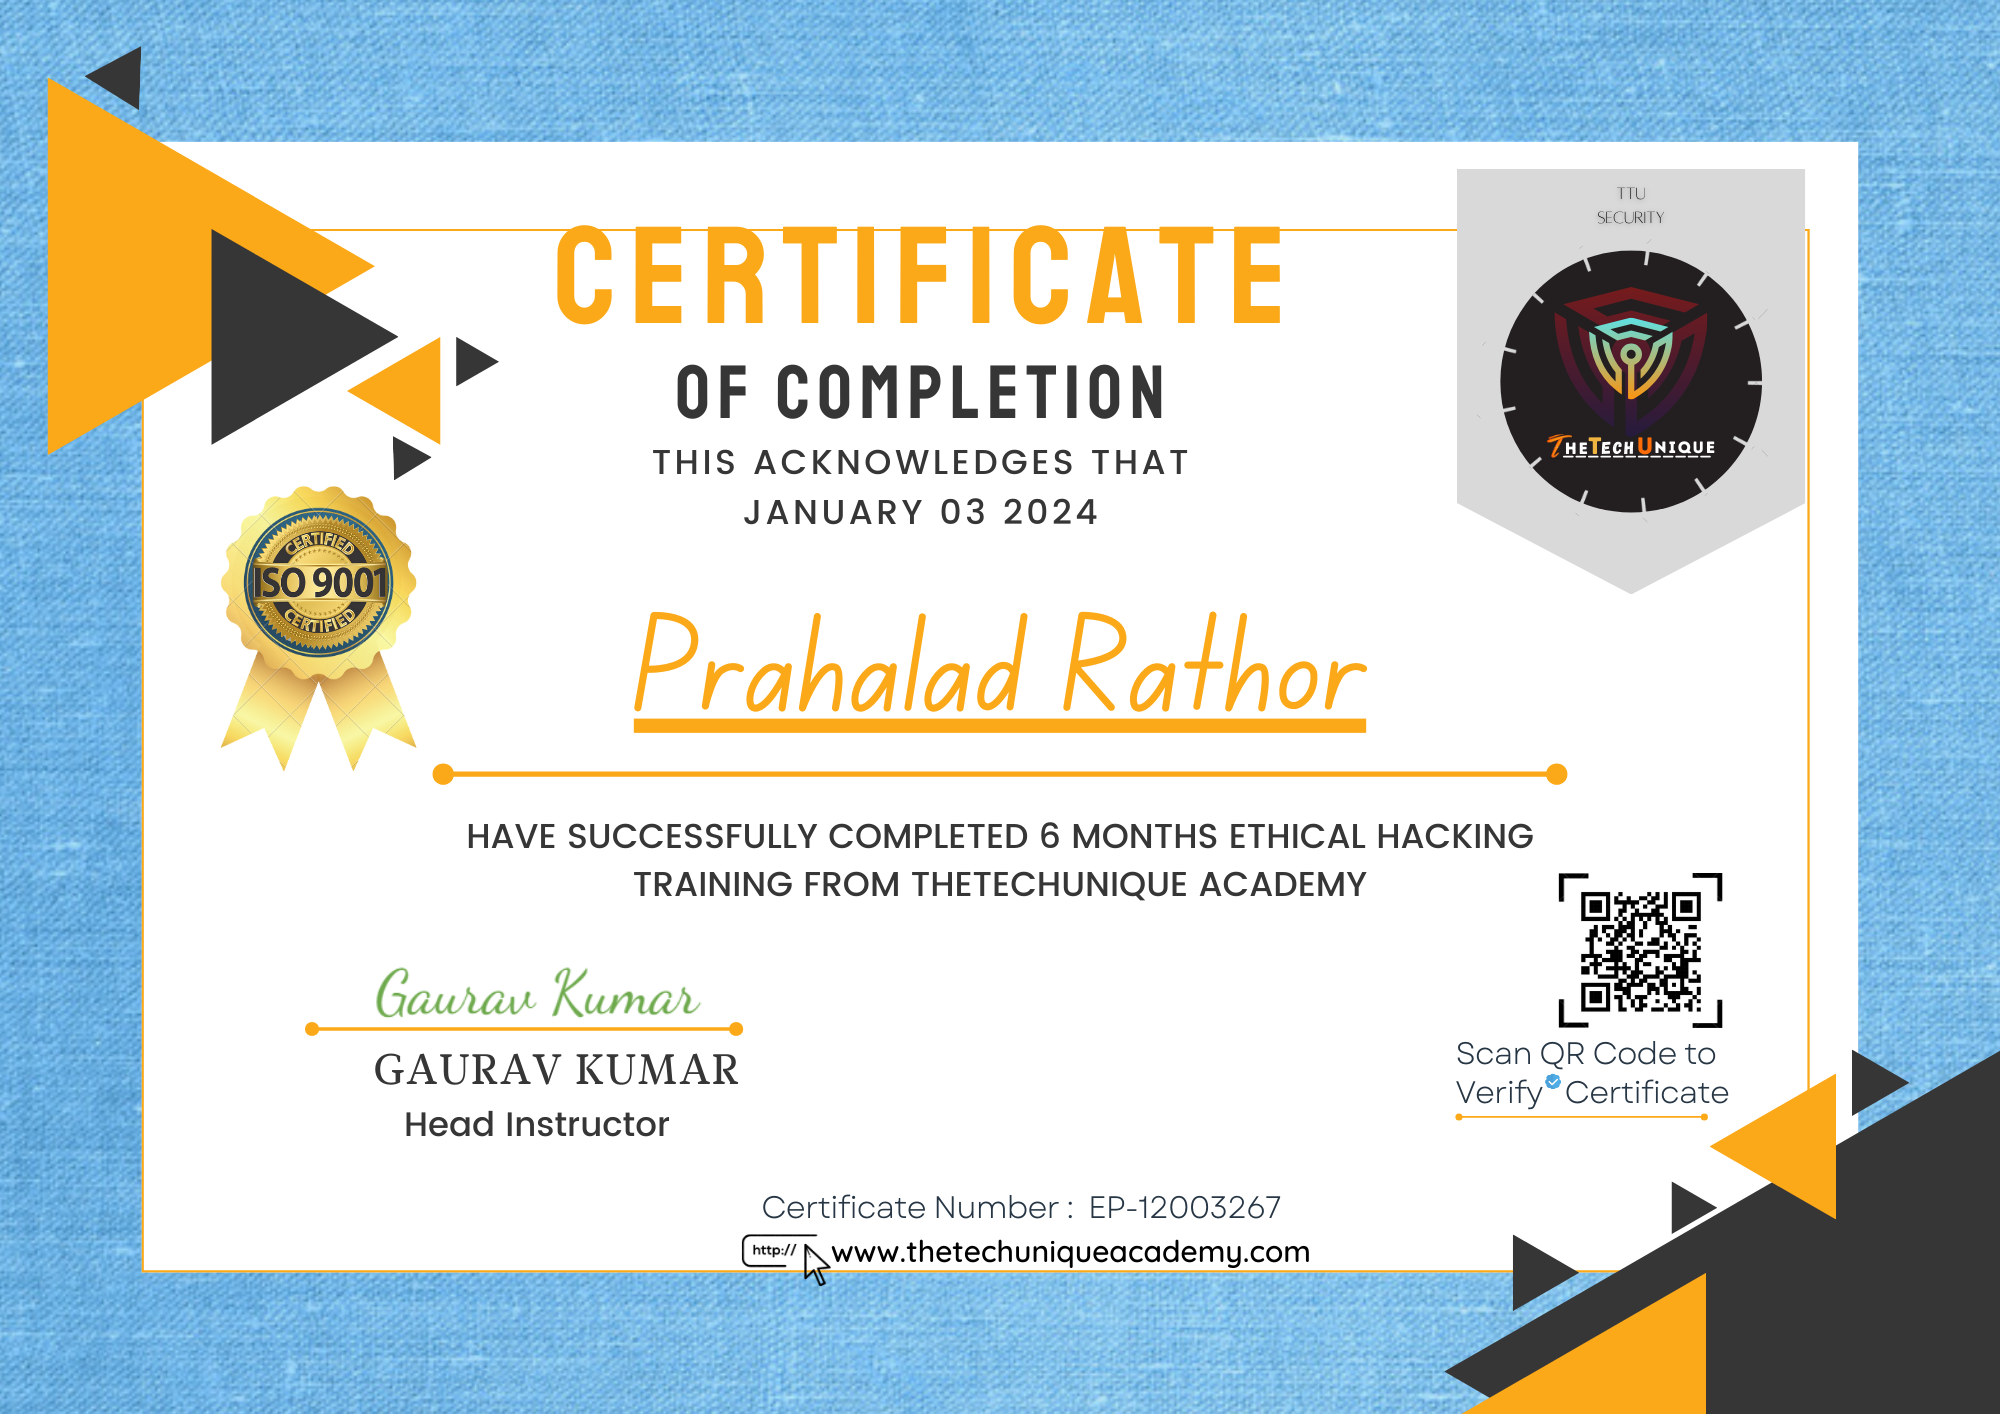 TTU
SECURITY
CERTIFICATE
OF COMPLETION
THIS ACKNOWLEDGES THAT
JANUARY 03 2024
THETECHUNIQUE
CERTIFIED
ISO 9001
CERTIFIED
Prahalad Rathor
HAVE SUCCESSFULLY COMPLETED 6 MONTHS ETHICAL HACKING
TRAINING FROM THETECHUNIQUE ACADEMY
Gaurav Kumar
GAURAV KUMAR
Head Instructor
Scan QR Code to
Verify Certificate
Certificate Number : EP-12003267
http:// www.thetechuniqueacademy.com